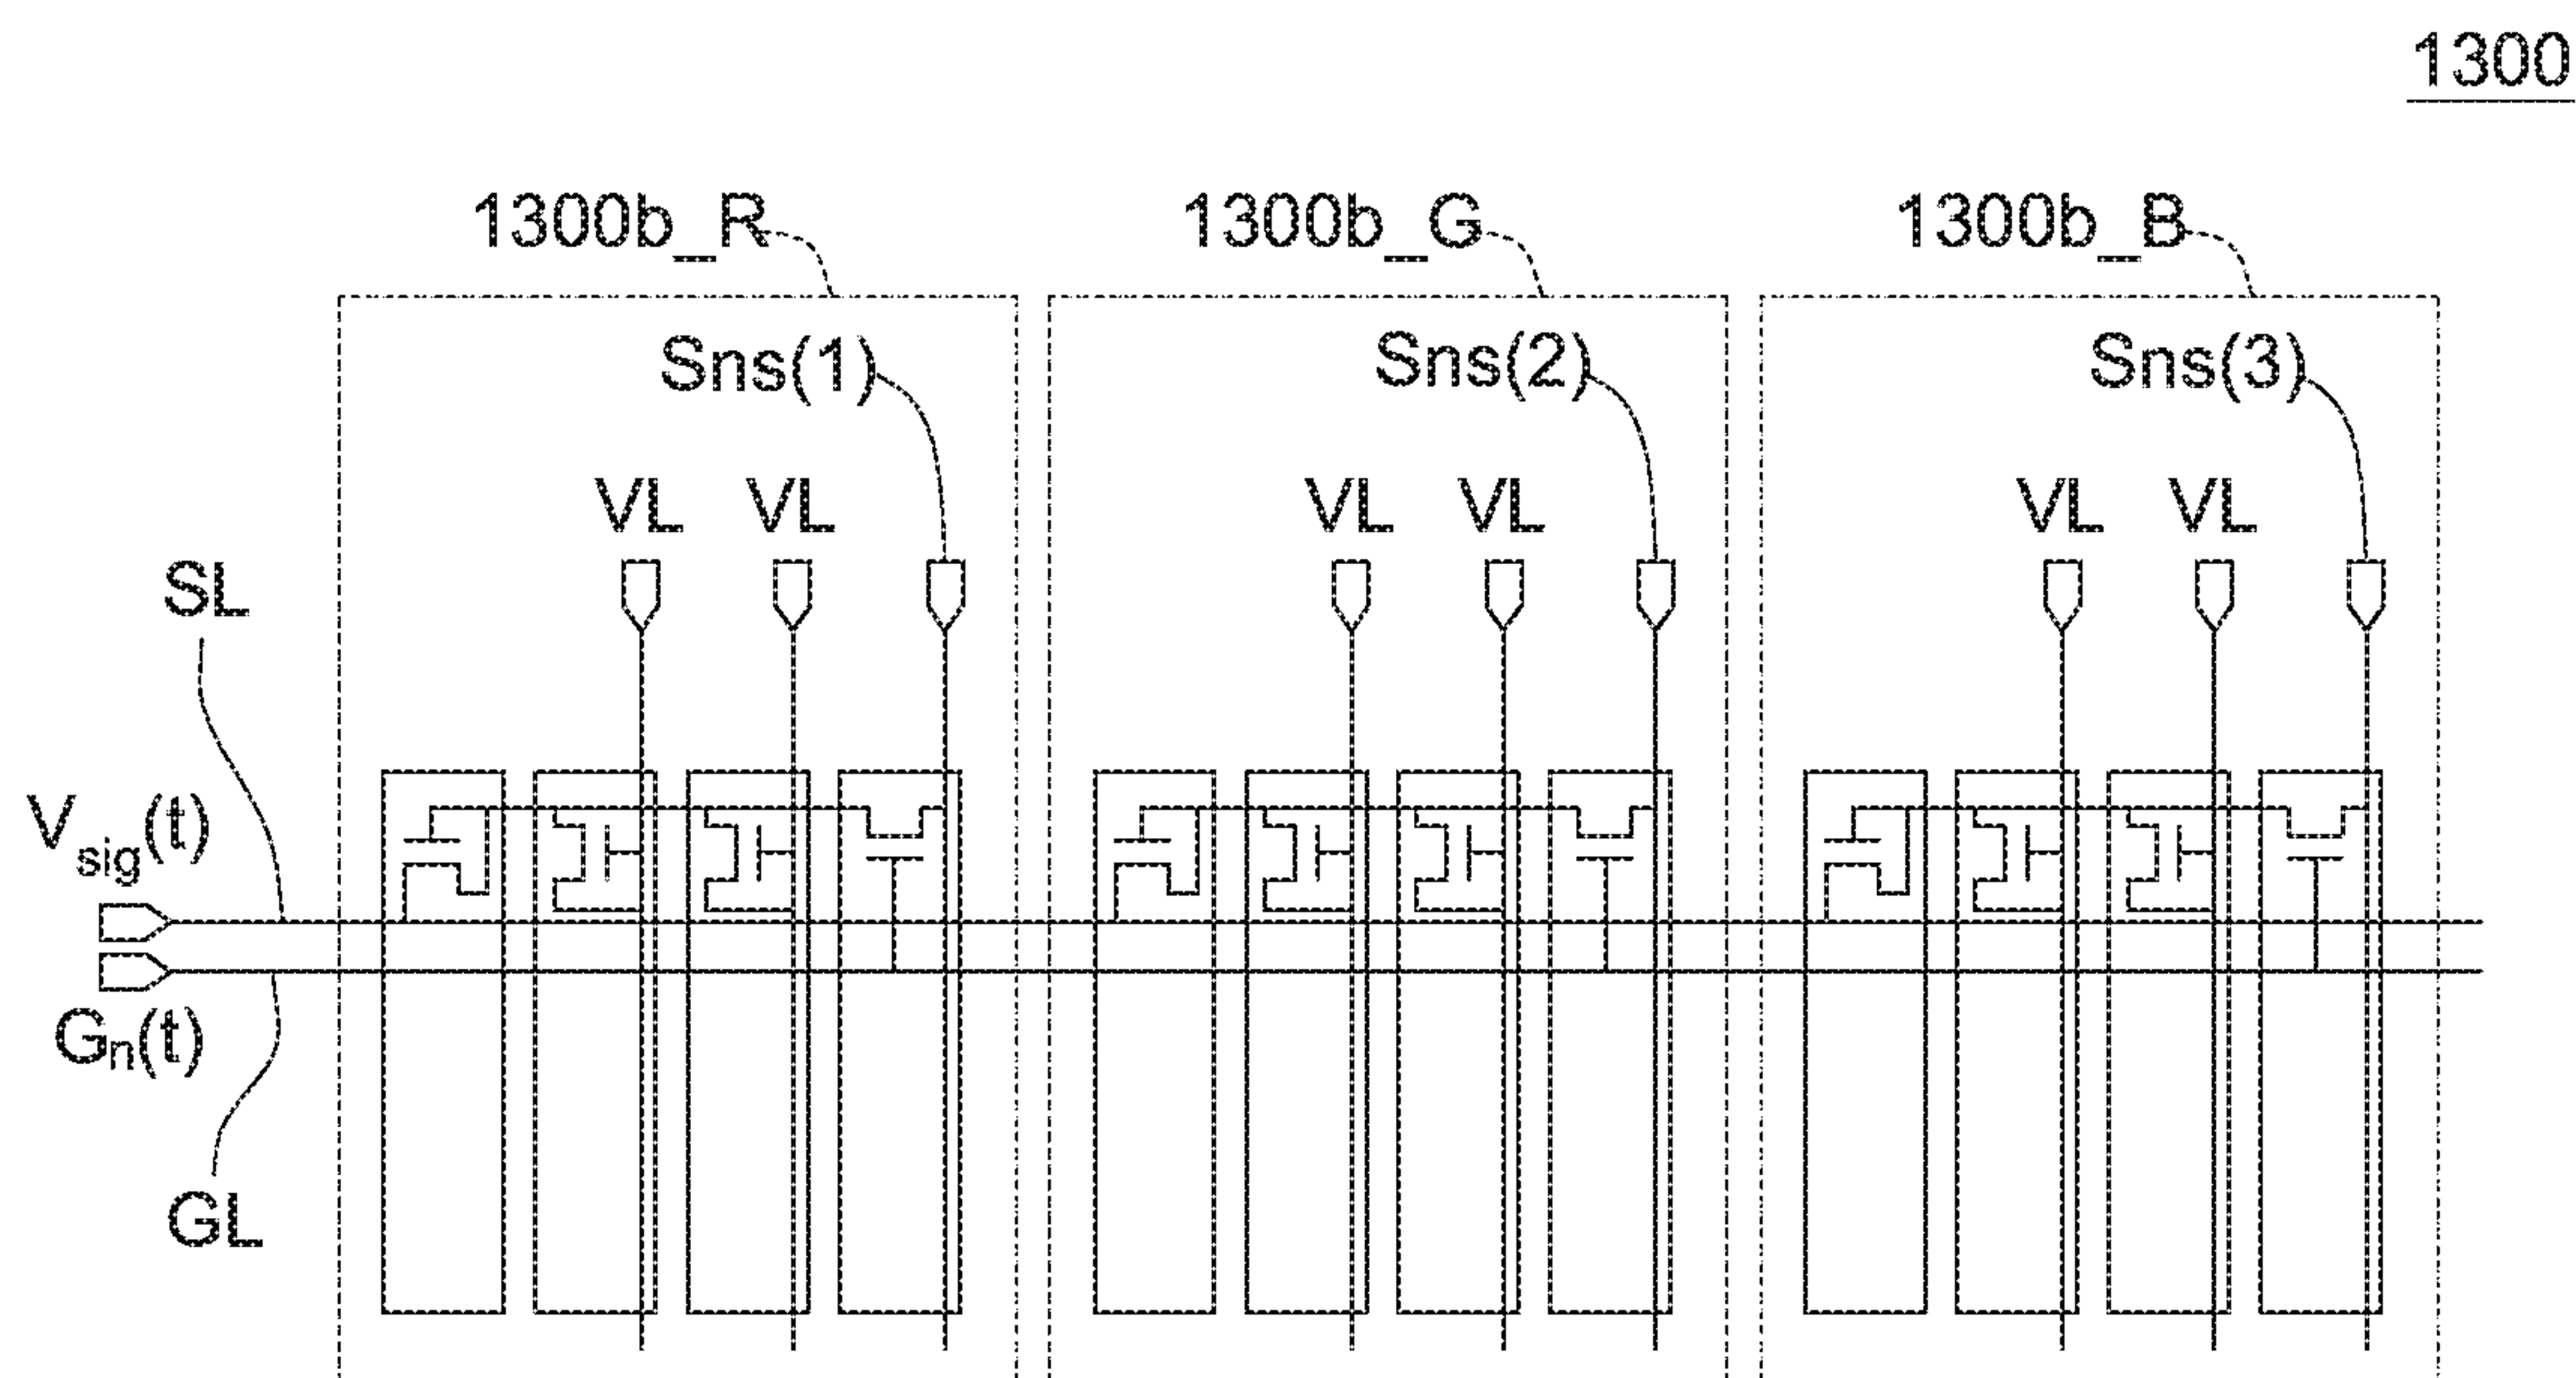 1300
1300b_R 1300b_G 1300b_B
Sns(1) Sns(2) Sns(3)
VL VL VL VL VL VL
SL
Vsig(t)
Gn(t)
GL